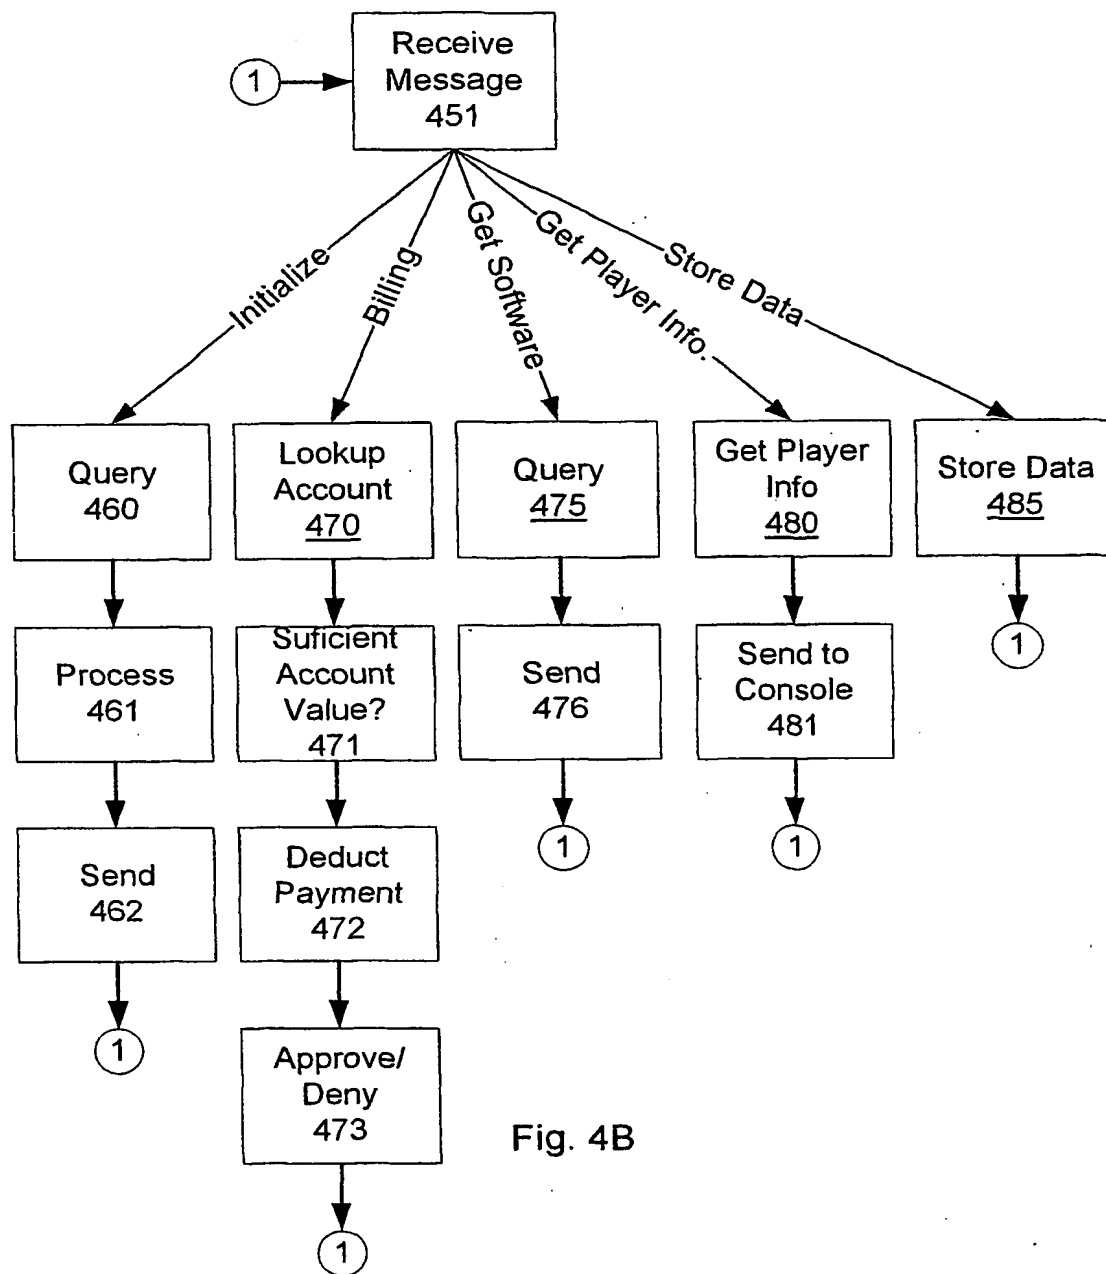 Receive
Message
451
1
Initialize
Billing
Get Software
Get Player Info.
Store Data
Query
460
Lookup
Account
470
Query
475
Get Player
Info
480
Store Data
485
Process
461
Suficient
Account
Value?
471
Send
476
Send to
Console
481
1
Send
462
Deduct
Payment
472
1
1
1
Approve/
Deny
473
Fig. 4B
1